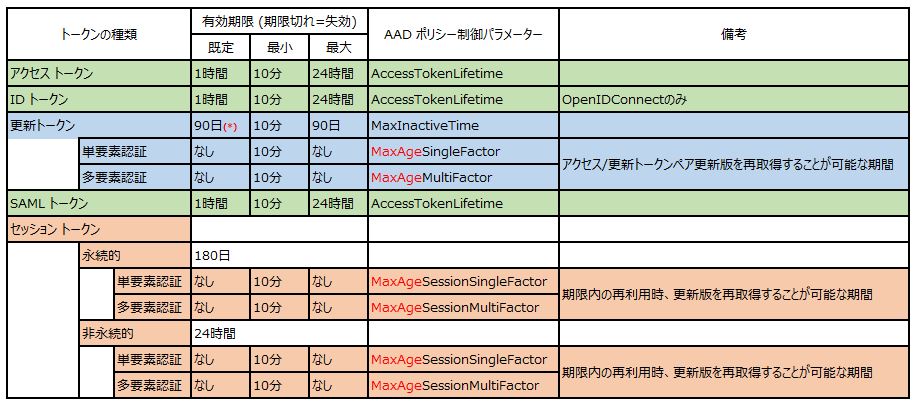 トークンの種類 有効期限 (期限切れ=失効) AAD ポリシー制御パラメーター 備考
既定 最小 最大
アクセス トークン 1時間 10分 24時間 AccessTokenLifetime
ID トークン 1時間 10分 24時間 AccessTokenLifetime OpenIDConnectのみ
更新トークン 90日(*) 10分 90日 MaxInactiveTime
単要素認証 なし 10分 なし MaxAgeSingleFactor
アクセス/更新トークンペア更新版を再取得することが可能な期間
多要素認証 なし 10分 なし MaxAgeMultiFactor
SAML トークン 1時間 10分 24時間 AccessTokenLifetime
セッション トークン
永続的 180日
単要素認証 なし 10分 なし MaxAgeSessionSingleFactor
期限内の再利用時、更新版を再取得することが可能な期間
多要素認証 なし 10分 なし MaxAgeSessionMultiFactor
非永続的 24時間
単要素認証 なし 10分 なし MaxAgeSessionSingleFactor
期限内の再利用時、更新版を再取得することが可能な期間
多要素認証 なし 10分 なし MaxAgeSessionMultiFactor